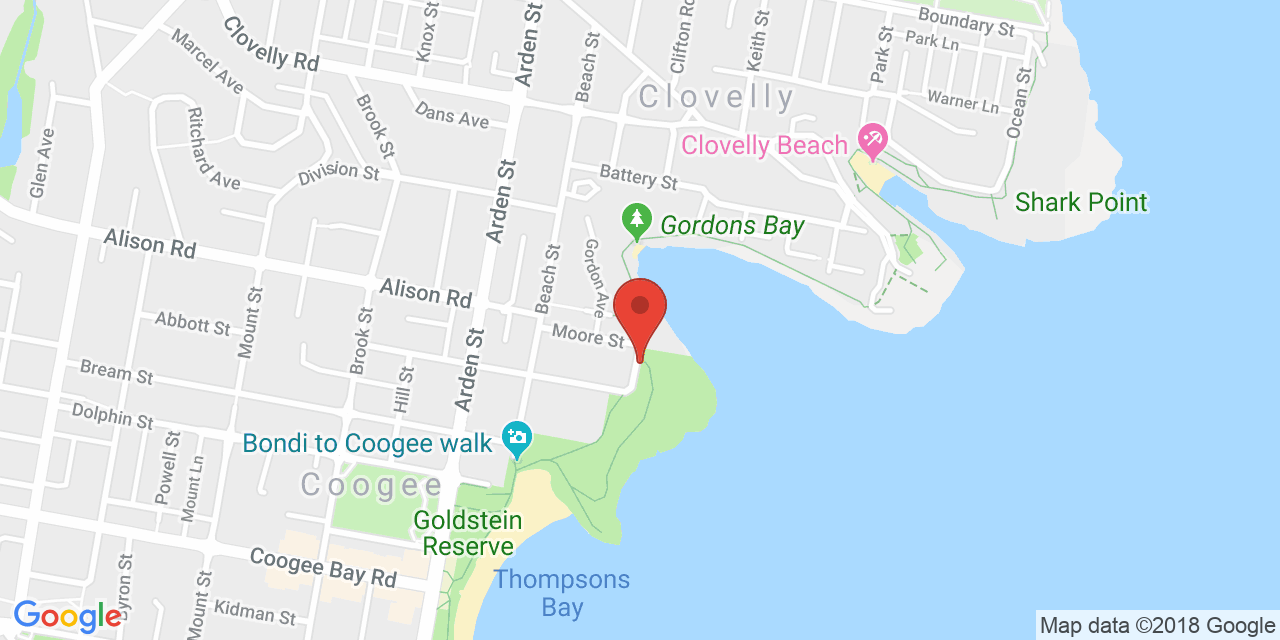 Boundary St
Knox St
Arden St
Beach St
Clifton Rd
Keith St
Park St
Park Ln
Clovelly Rd
Marcel Ave
Clovelly
Warner Ln
Ocean St
Dans Ave
Brook St
Ritchard Ave
Clovelly Beach
Glen Ave
Division St
Arden St
Battery St
Shark Point
Gordons Bay
Alison Rd
Gordon Ave
Beach St
Alison Rd
Mount St
Abbott St
Brook St
Moore St
Arden St
Bream St
Hill St
Dolphin St
Bondi to Coogee walk
Powell St
Mount Ln
Coogee
Goldstein
Reserve
Coogee Bay Rd
Thompsons
Bay
Byron St
Mount St
Kidman St
Google
Map data ©2018 Google